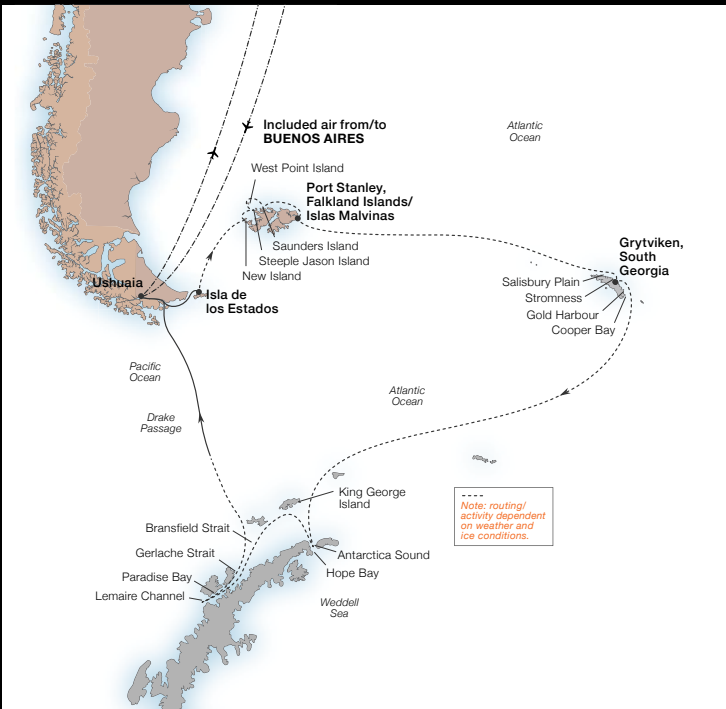 Atlantic
Ocean
Included air from/to
BUENOS AIRES
West Point Island
Port Stanley,
Falkland Islands/
Islas Malvinas
Saunders Island
Steeple Jason Island
New Island
Grytviken,
South
Georgia
Salisbury Plain
Stromness
Gold Harbour
Cooper Bay
Ushuaia
Isla de
los Estados
Pacific
Ocean
Atlantic
Ocean
Drake
Passage
King George
Island
Note: routing/
activity dependent
on weather and
ice conditions.
Bransfield Strait
Gerlache Strait
Antarctica Sound
Paradise Bay
Hope Bay
Lemaire Channel
Weddell
Sea